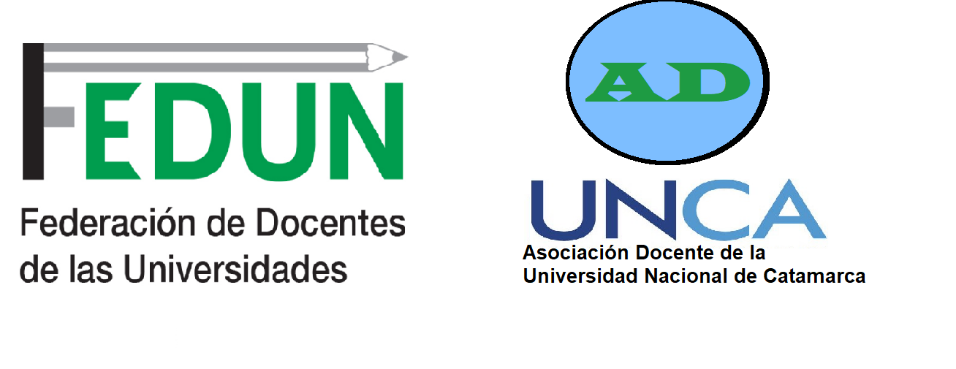 FEDUN
Federación de Docentes
de las Universidades
AD
UNCA
Asociación Docente de la
Universidad Nacional de Catamarca